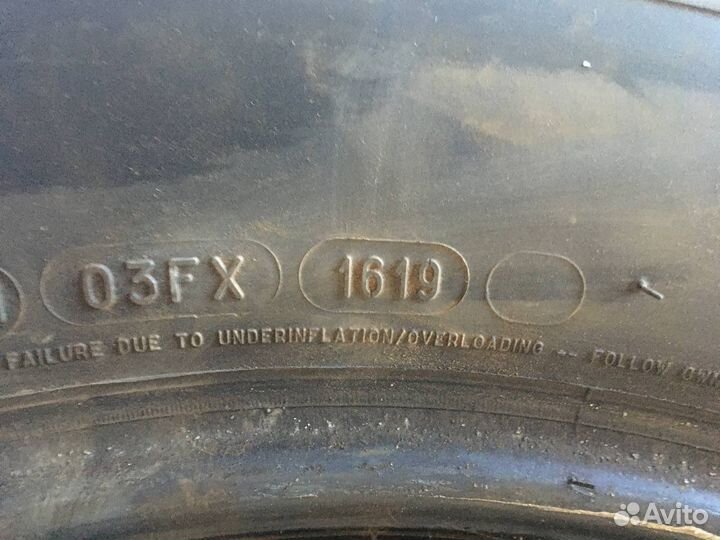 03FX 1619
FAILURE DUE TO UNDERINFLATION/OVERLOADING -- FOLLOW
Avito